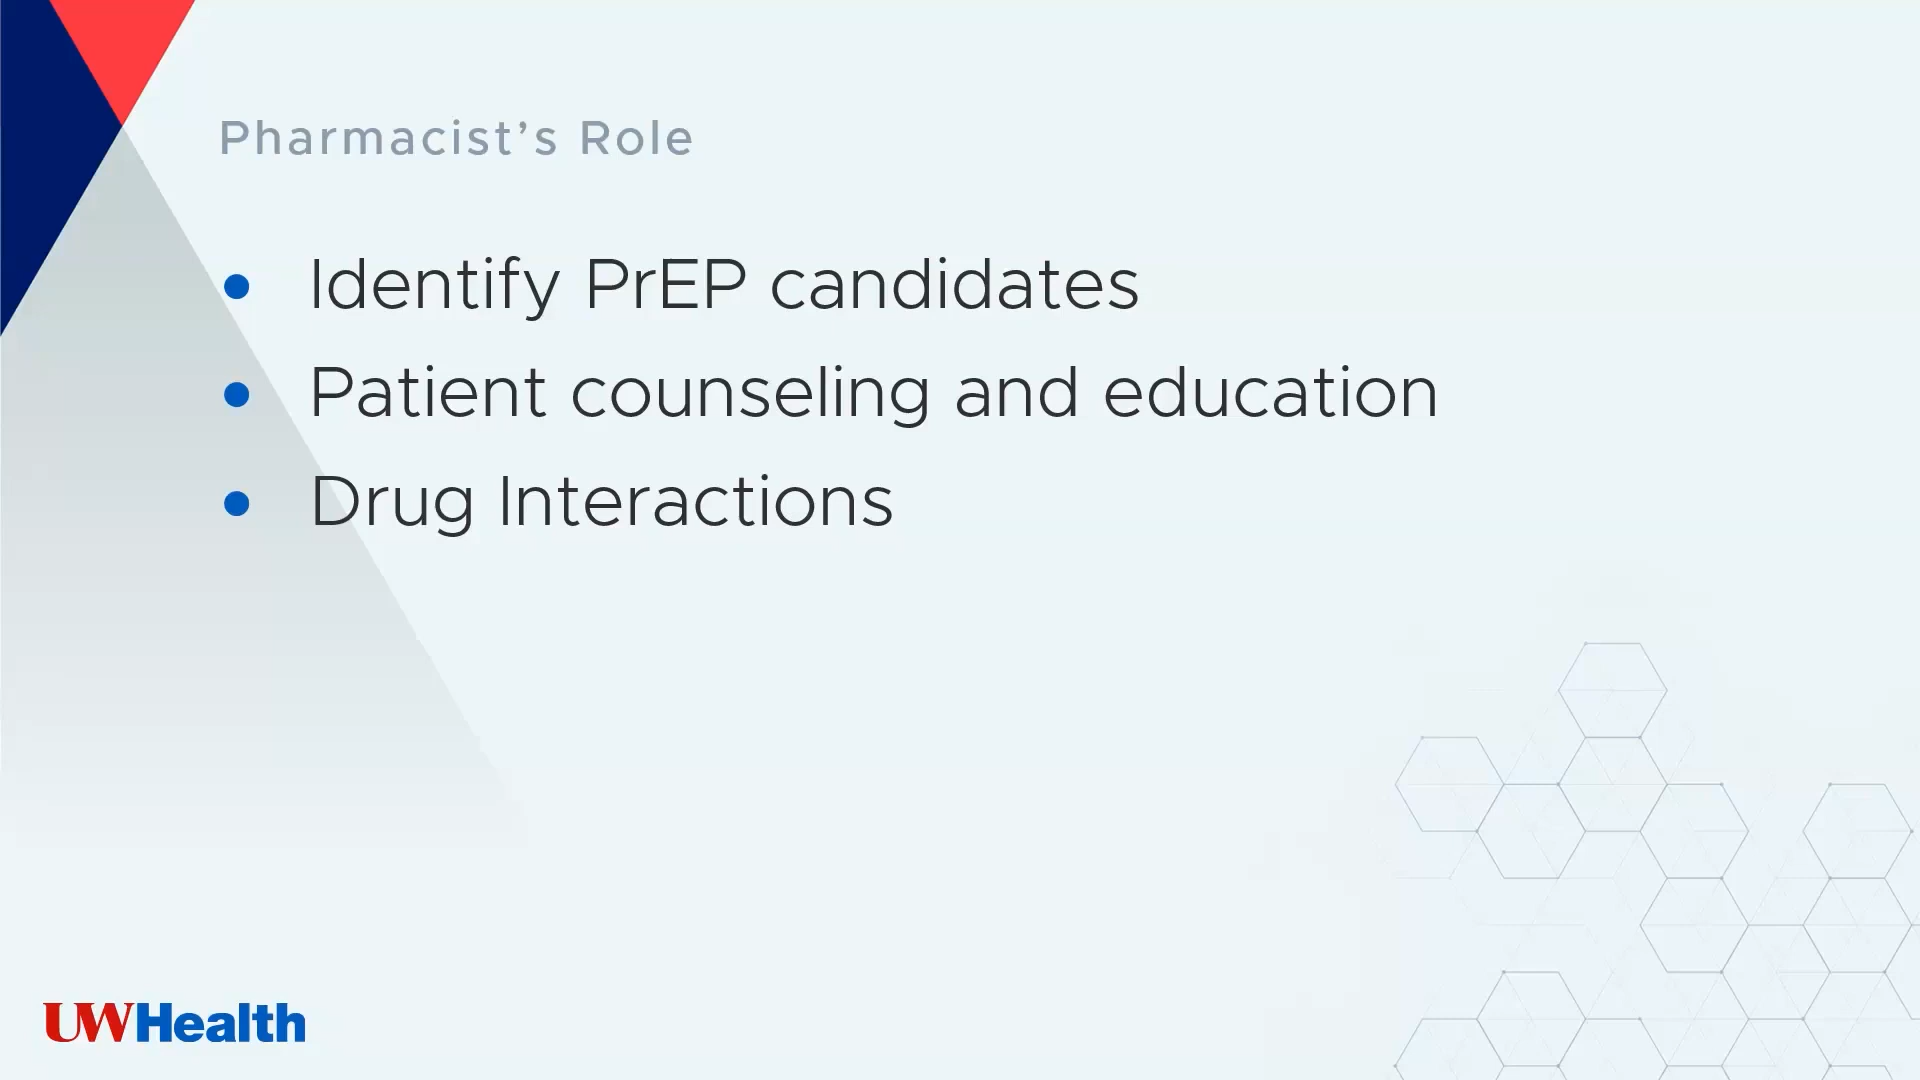 Pharmacist’s Role
• Identify PrEP candidates
• Patient counseling and education
• Drug Interactions
UWHealth